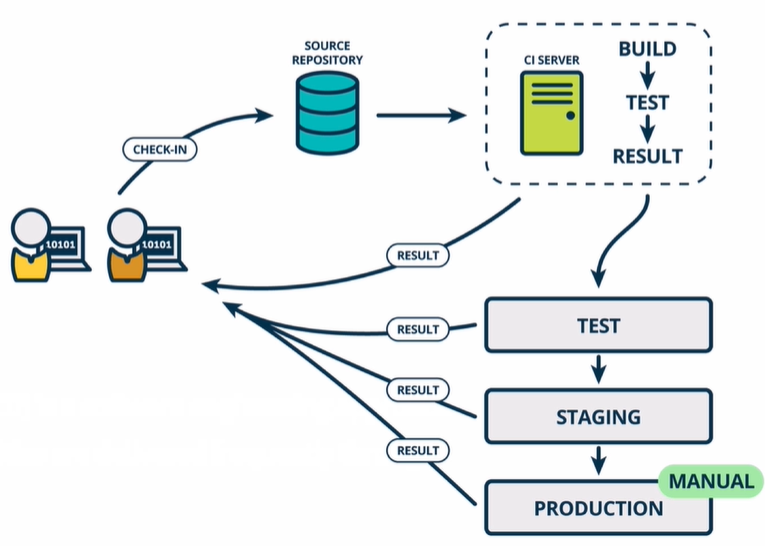 SOURCE
REPOSITORY
CI SERVER
BUILD
TEST
RESULT
CHECK-IN
10101
10101
RESULT
RESULT
TEST
RESULT
STAGING
RESULT
MANUAL
PRODUCTION